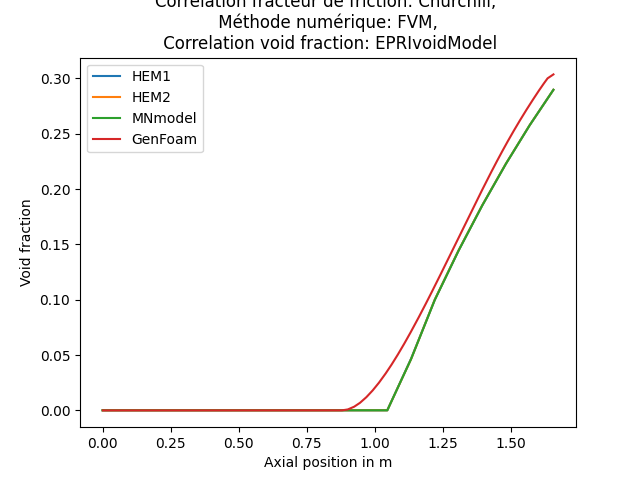 Correlation fracteur de friction: Churchill,
Méthode numérique: FVM,
Correlation void fraction: EPRIvoidModel
HEM1
HEM2
MNmodel
GenFoam
Void fraction
0.30
0.25
0.20
0.15
0.10
0.05
0.00
0.00 0.25 0.50 0.75 1.00 1.25 1.50
Axial position in m